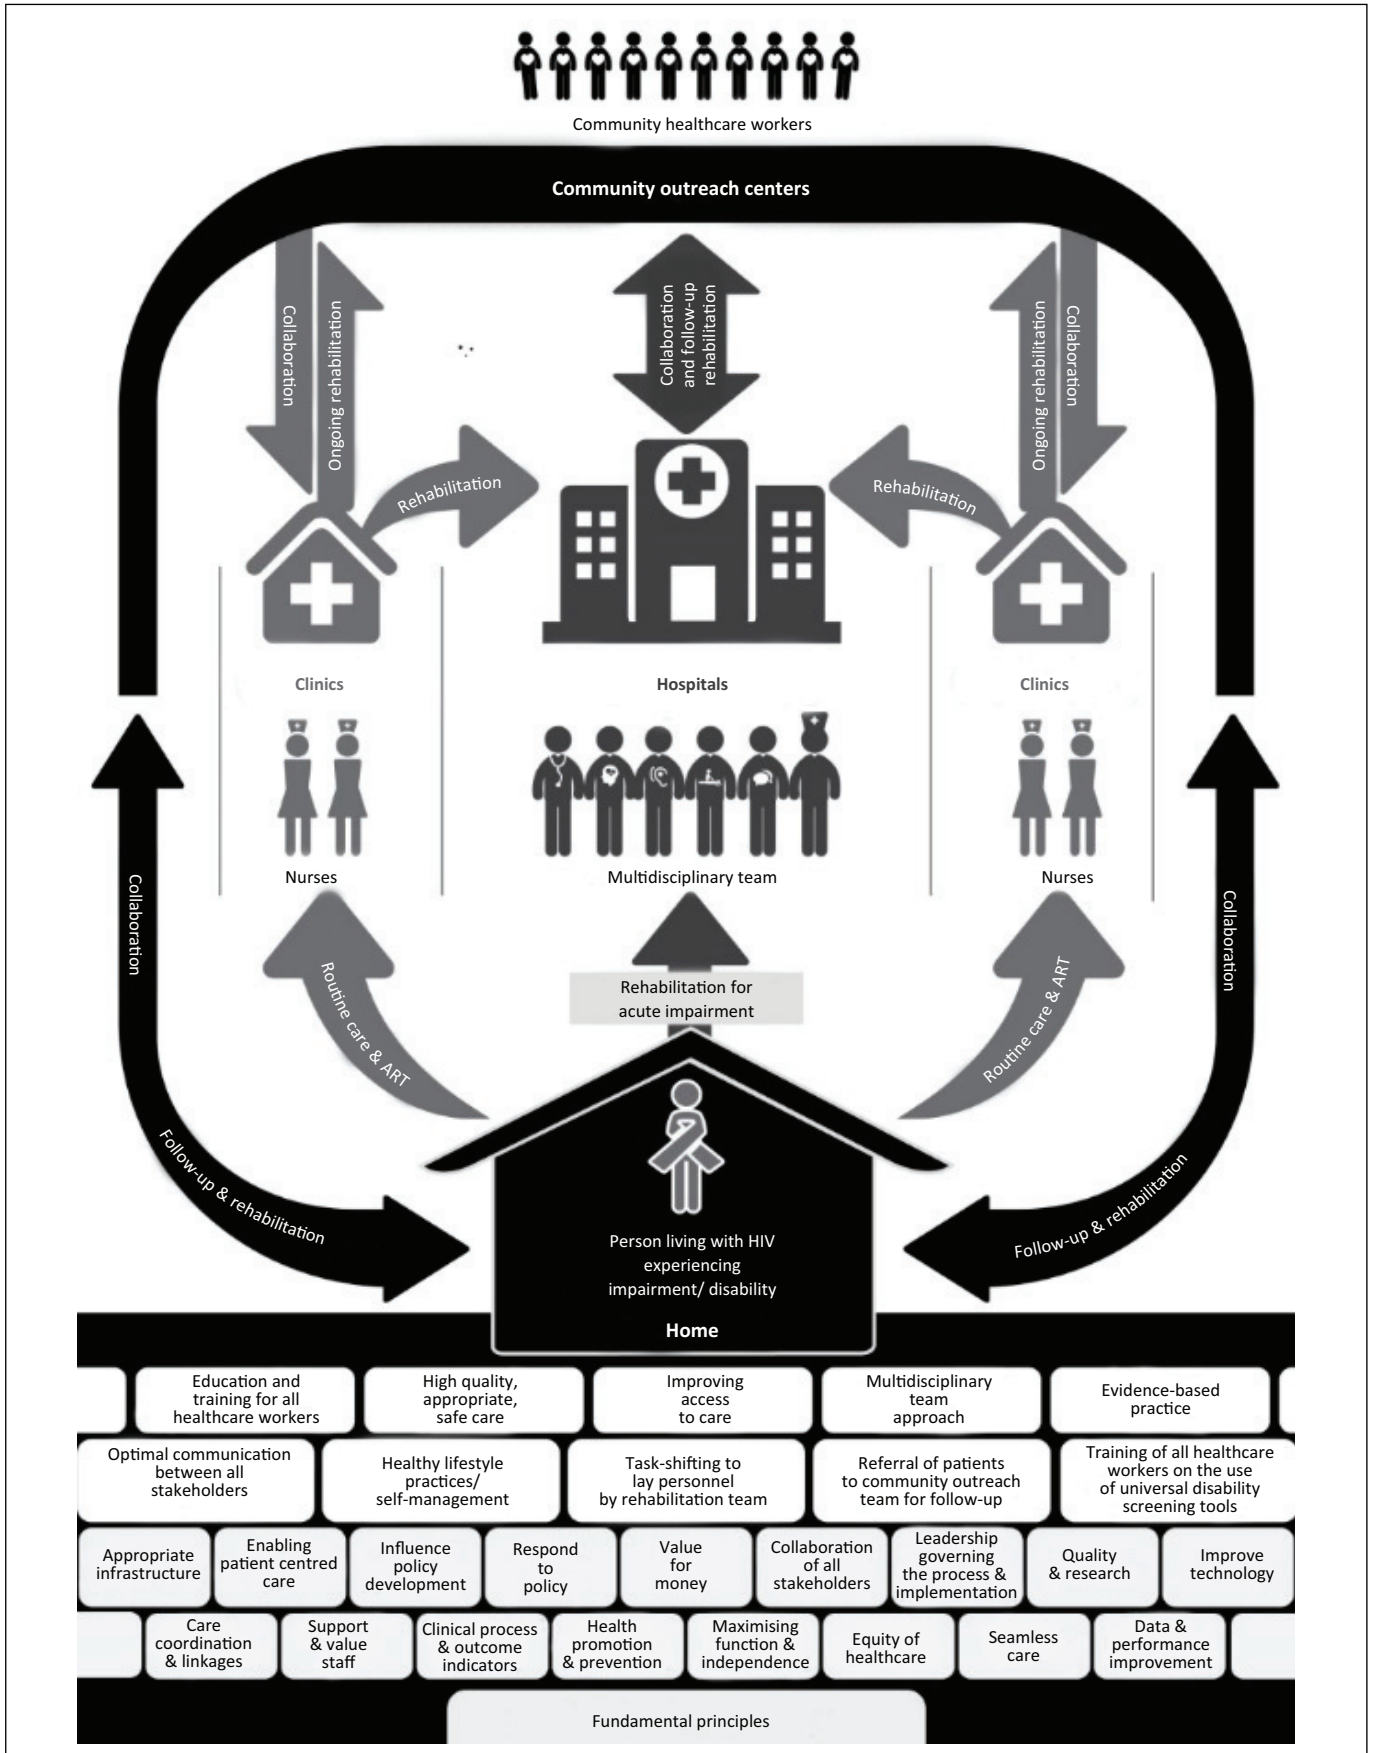 Community healthcare workers
Community outreach centers
Collaboration
Ongoing rehabilitation
Collaboration
and follow-up
rehabilitation
Ongoing rehabilitation
Collaboration
Rehabilitation
Rehabilitation
Clinics
Hospitals
Clinics
Nurses
Multidisciplinary team
Nurses
Collaboration
Collaboration
Routine care & ART
Rehabilitation for
acute impairment
Routine care & ART
Follow-up & rehabilitation
Follow-up & rehabilitation
Person living with HIV
experiencing
impairment/ disability
Home
Education and
training for all
healthcare workers
High quality,
appropriate,
safe care
Improving
access
to care
Multidisciplinary
team
approach
Evidence-based
practice
Optimal communication
between all
stakeholders
Healthy lifestyle
practices/
self-management
Task-shifting to
lay personnel
by rehabilitation team
Referral of patients
to community outreach
team for follow-up
Training of all healthcare
workers on the use
of universal disability
screening tools
Appropriate
infrastructure
Enabling
patient centred
care
Influence
policy
development
Respond
to
policy
Value
for
money
Collaboration
of all
stakeholders
Leadership
governing
the process &
implementation
Quality
& research
Improve
technology
Care
coordination
& linkages
Support
& value
staff
Clinical process
& outcome
indicators
Health
promotion
& prevention
Maximising
function &
independence
Equity of
healthcare
Seamless
care
Data &
performance
improvement
Fundamental principles